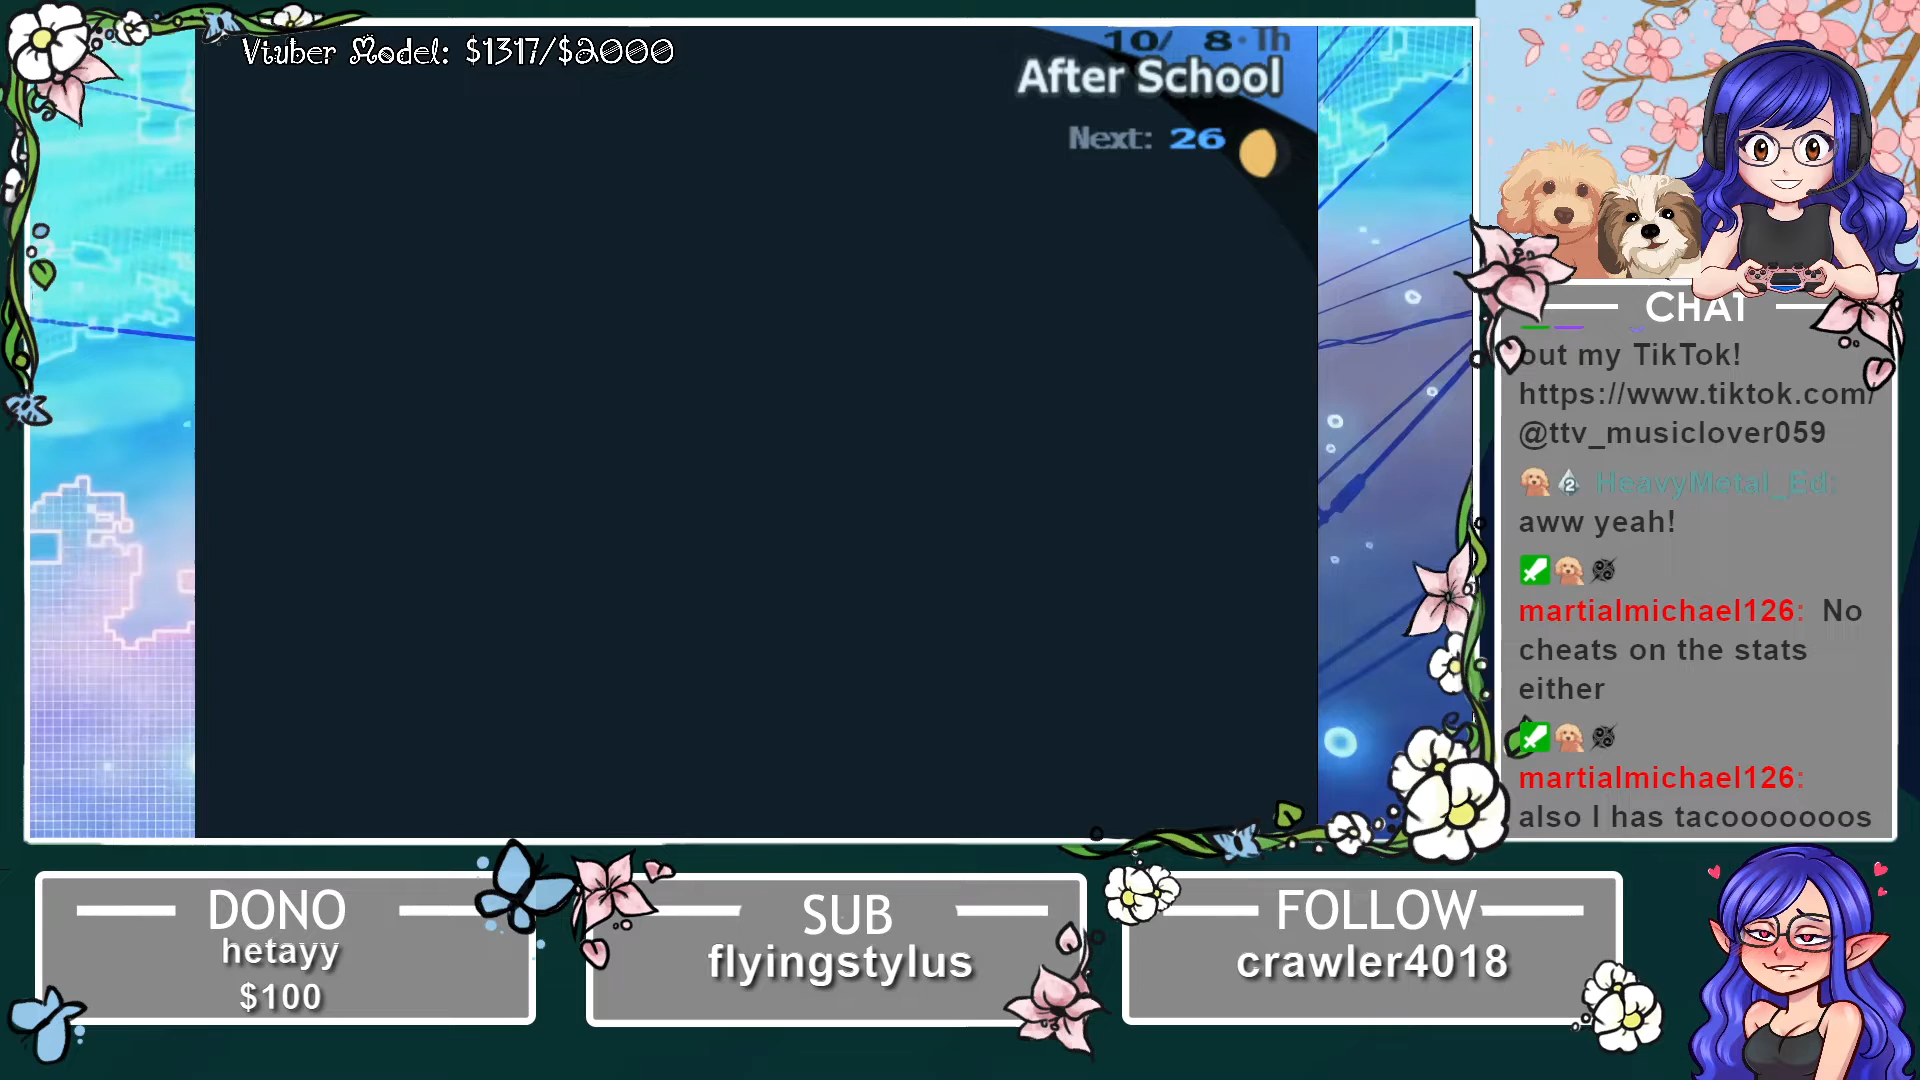 Vtuber Model: $1317/$2000
10/ 8·Th
After School
Next: 26
CHAT
out my TikTok!
https://www.tiktok.com/
@ttv_musiclover059
HeavyMetal_Ed:
aww yeah!
martialmichael126: No
cheats on the stats
either
martialmichael126:
also I has tacooooooos
DONO
hetayy
$100
SUB
flyingstylus
FOLLOW
crawler4018